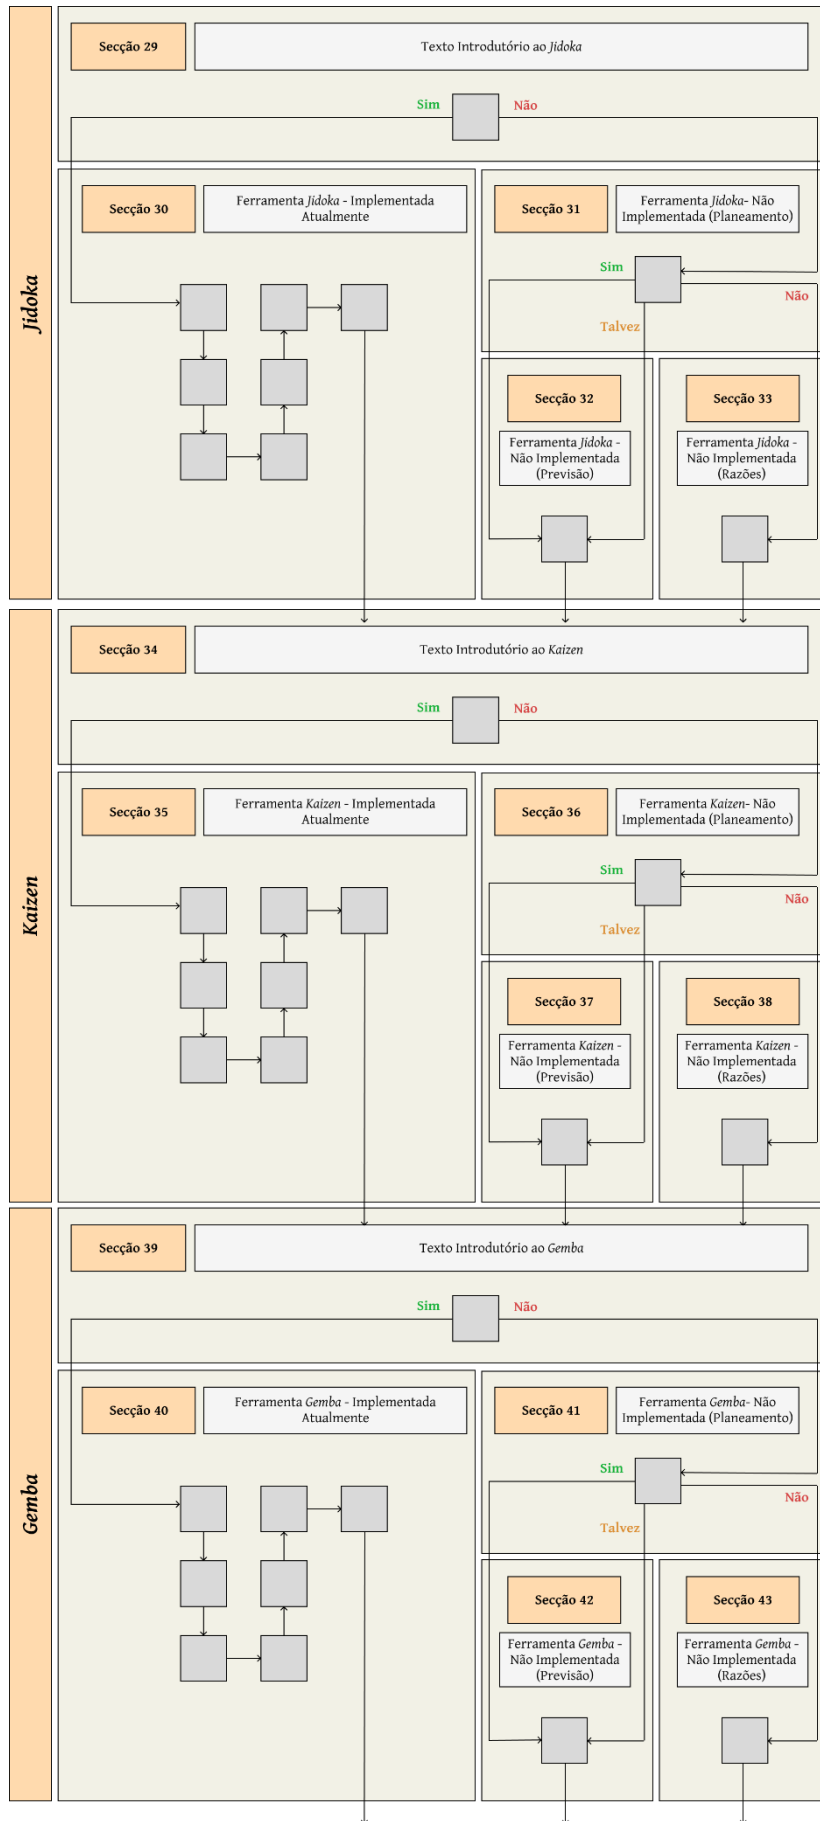 Jidoka
Secção 29
Texto Introdutório ao Jidoka
Sim
Não
Secção 30
Ferramenta Jidoka - Implementada
Atualmente
Secção 31
Ferramenta Jidoka- Não
Implementada (Planeamento)
Sim
Não
Talvez
Secção 32
Ferramenta Jidoka -
Não Implementada
(Previsão)
Secção 33
Ferramenta Jidoka -
Não Implementada
(Razões)
Kaizen
Secção 34
Texto Introdutório ao Kaizen
Sim
Não
Secção 35
Ferramenta Kaizen - Implementada
Atualmente
Secção 36
Ferramenta Kaizen- Não
Implementada (Planeamento)
Sim
Não
Talvez
Secção 37
Ferramenta Kaizen -
Não Implementada
(Previsão)
Secção 38
Ferramenta Kaizen -
Não Implementada
(Razões)
Gemba
Secção 39
Texto Introdutório ao Gemba
Sim
Não
Secção 40
Ferramenta Gemba - Implementada
Atualmente
Secção 41
Ferramenta Gemba- Não
Implementada (Planeamento)
Sim
Não
Talvez
Secção 42
Ferramenta Gemba -
Não Implementada
(Previsão)
Secção 43
Ferramenta Gemba -
Não Implementada
(Razões)